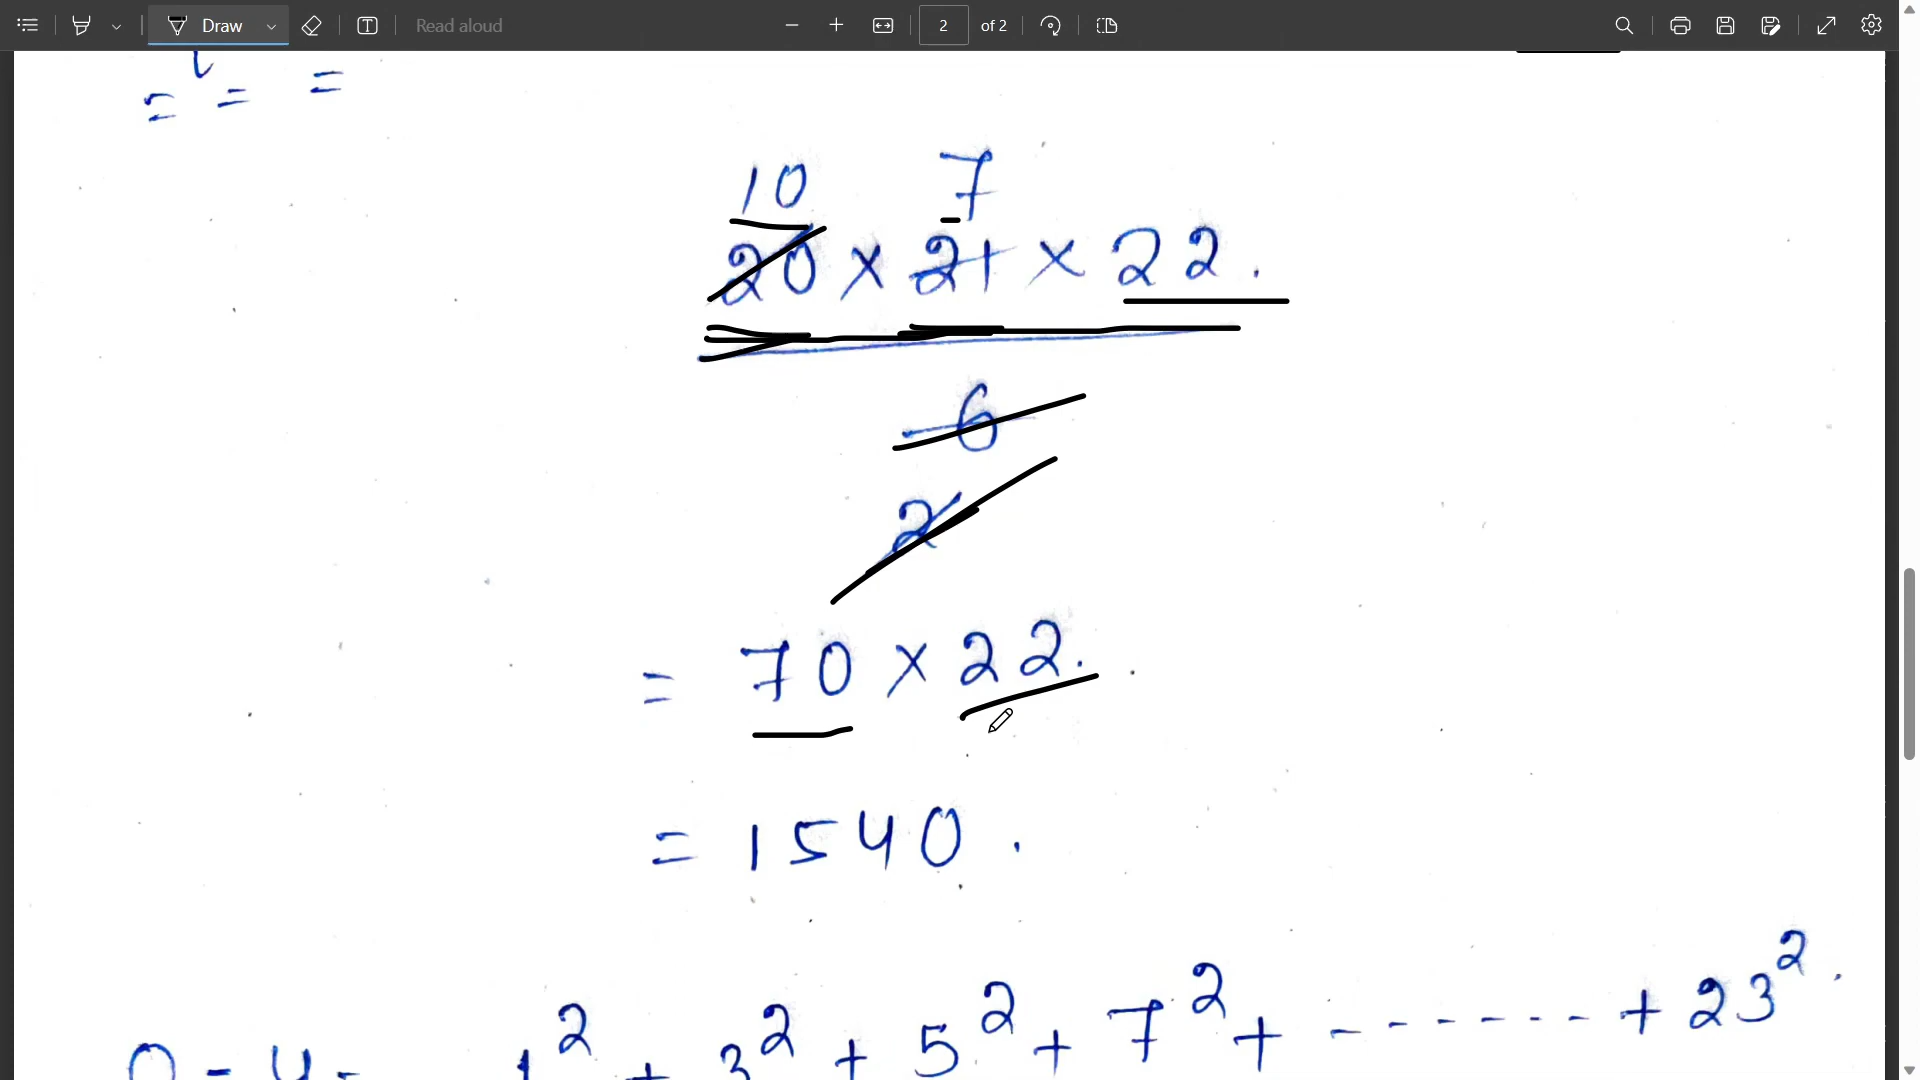 Draw
Read aloud
2 of 2
= = =
10 7
20 × 21 × 22.
6
2
= 70 × 22.
= 1540.
Q - 4 - 1² + 3² + 5² + 7² + ------ + 23².